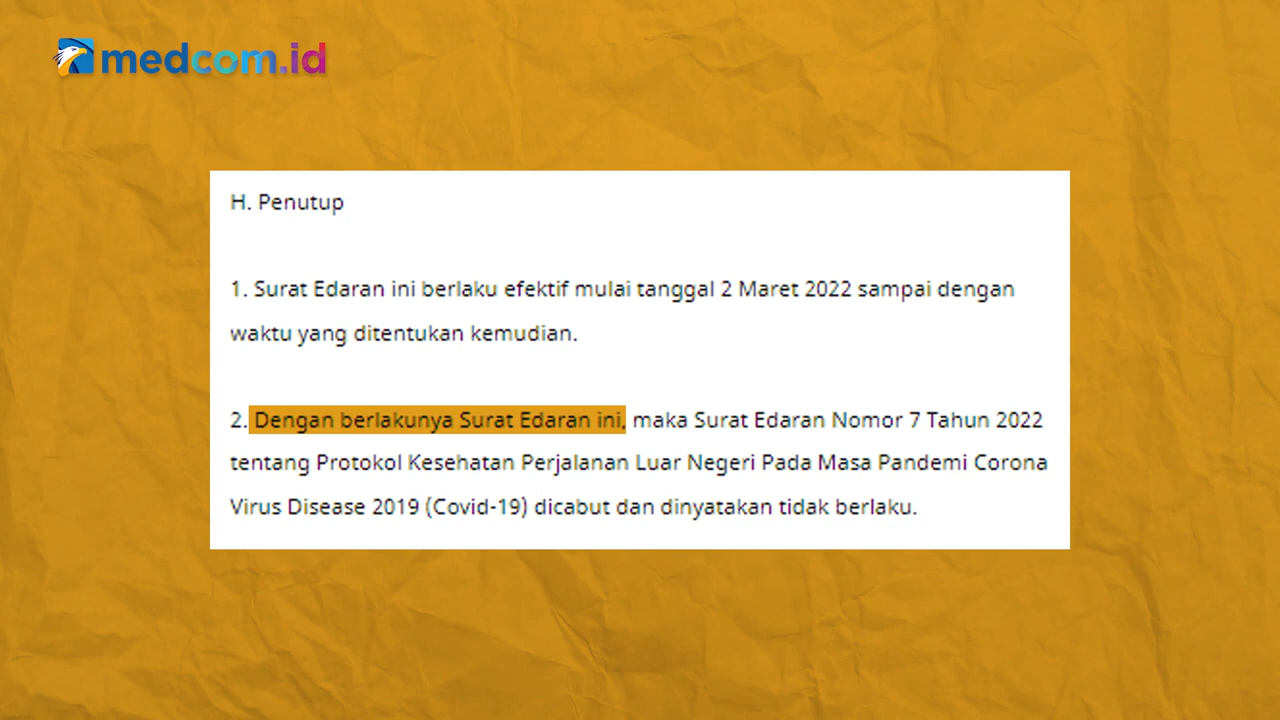 medcom.id
H. Penutup
1. Surat Edaran ini berlaku efektif mulai tanggal 2 Maret 2022 sampai dengan
waktu yang ditentukan kemudian.
2. Dengan berlakunya Surat Edaran ini, maka Surat Edaran Nomor 7 Tahun 2022
tentang Protokol Kesehatan Perjalanan Luar Negeri Pada Masa Pandemi Corona
Virus Disease 2019 (Covid-19) dicabut dan dinyatakan tidak berlaku.